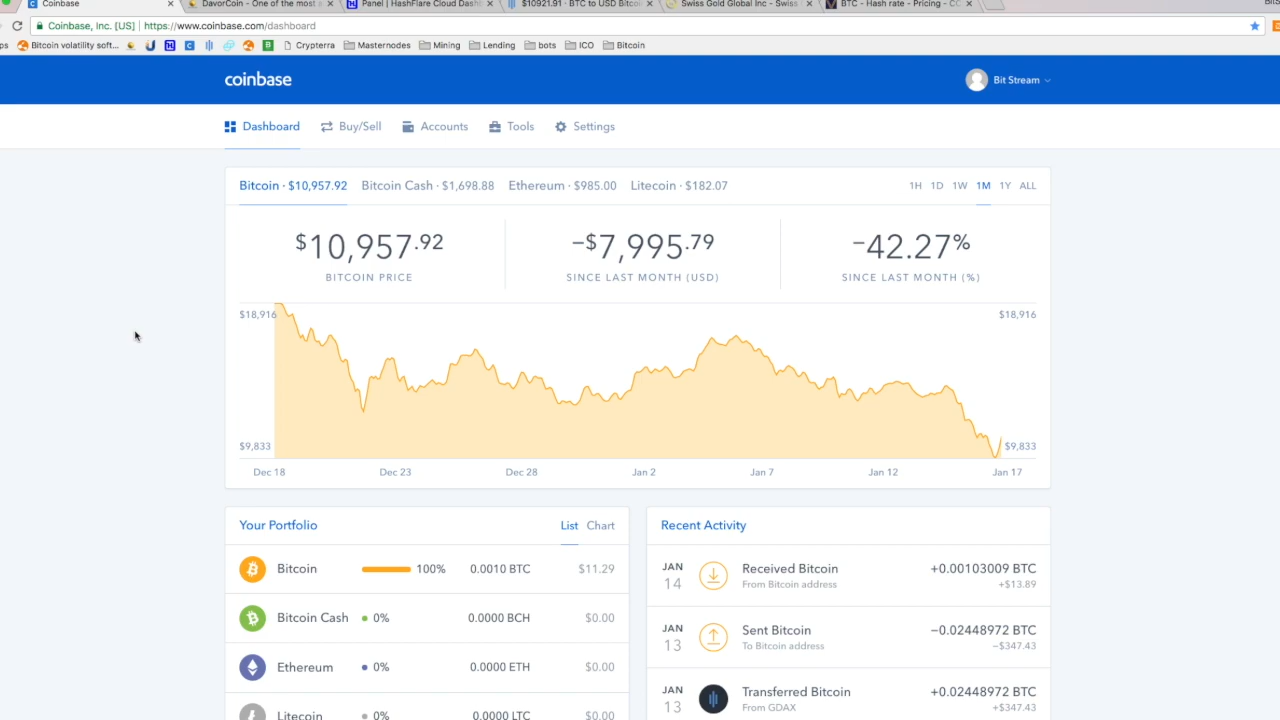 Coinbase DavorCoin - One of the most a Panel | HashFlare Cloud Dash $10921.91 · BTC to USD Bitcoi Swiss Gold Global Inc - Swiss BTC - Hash rate - Pricing - CC
Coinbase, Inc. [US] | https://www.coinbase.com/dashboard
ps Bitcoin volatility soft... Crypterra Masternodes Mining Lending bots ICO Bitcoin
coinbase Bit Stream
Dashboard Buy/Sell Accounts Tools Settings
Bitcoin · $10,957.92 Bitcoin Cash · $1,698.88 Ethereum · $985.00 Litecoin · $182.07 1H 1D 1W 1M 1Y ALL
$10,957.92 −$7,995.79 −42.27%
BITCOIN PRICE SINCE LAST MONTH (USD) SINCE LAST MONTH (%)
$18,916 $18,916
$9,833 $9,833
Dec 18 Dec 23 Dec 28 Jan 2 Jan 7 Jan 12 Jan 17
Your Portfolio List Chart
Bitcoin 100% 0.0010 BTC $11.29
Bitcoin Cash 0% 0.0000 BCH $0.00
Ethereum 0% 0.0000 ETH $0.00
Litecoin 0% 0.0000 LTC $0.00
Recent Activity
JAN 14 Received Bitcoin +0.00103009 BTC
From Bitcoin address +$13.89
JAN 13 Sent Bitcoin −0.02448972 BTC
To Bitcoin address −$347.43
JAN 13 Transferred Bitcoin +0.02448972 BTC
From GDAX +$347.43